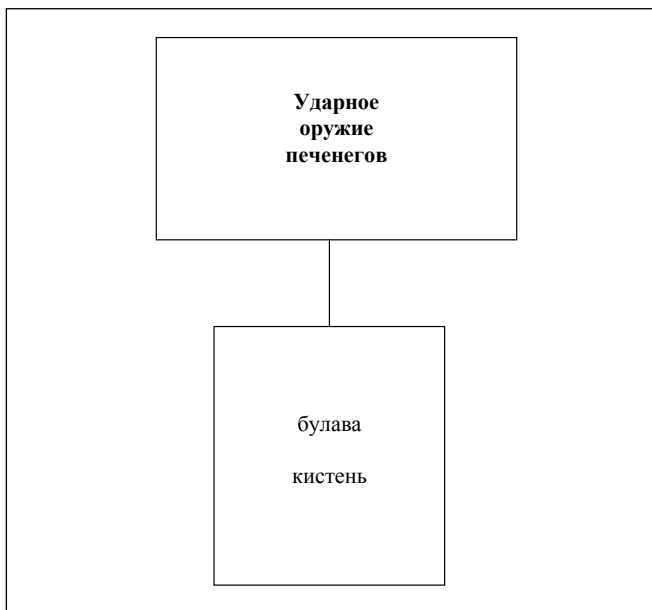 Ударное
оружие
печенегов
булава
кистень